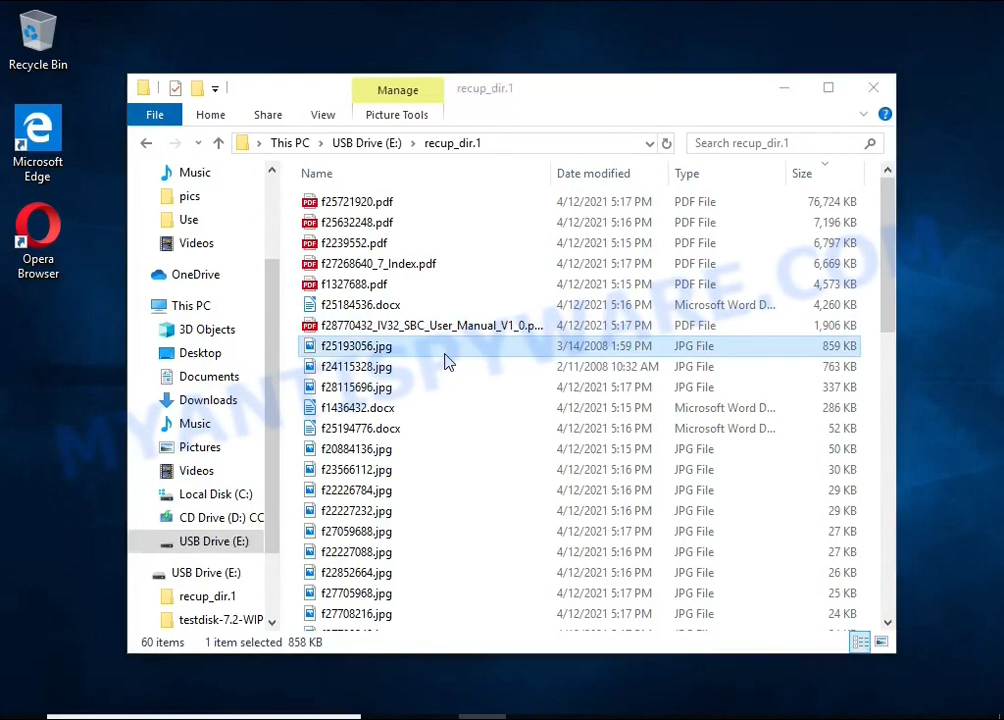 Recycle Bin
Microsoft
Edge
Opera
Browser
Manage
recup_dir.1
File
Home
Share
View
Picture Tools
This PC > USB Drive (E:) > recup_dir.1
Search recup_dir.1
Music
pics
Use
Videos
OneDrive
This PC
3D Objects
Desktop
Documents
Downloads
Music
Pictures
Videos
Local Disk (C:)
CD Drive (D:) CC
USB Drive (E:)
USB Drive (E:)
recup_dir.1
testdisk-7.2-WIP
Name Date modified Type Size
f25721920.pdf 4/12/2021 5:17 PM PDF File 76,724 KB
f25632248.pdf 4/12/2021 5:17 PM PDF File 7,196 KB
f2239552.pdf 4/12/2021 5:15 PM PDF File 6,797 KB
f27268640_7_Index.pdf 4/12/2021 5:17 PM PDF File 6,669 KB
f1327688.pdf 4/12/2021 5:15 PM PDF File 4,573 KB
f25184536.docx 4/12/2021 5:16 PM Microsoft Word D... 4,260 KB
f28770432_IV32_SBC_User_Manual_V1_0.p... 4/12/2021 5:17 PM PDF File 1,906 KB
f25193056.jpg 3/14/2008 1:59 PM JPG File 859 KB
f24115328.jpg 2/11/2008 10:32 AM JPG File 763 KB
f28115696.jpg 4/12/2021 5:17 PM JPG File 337 KB
f1436432.docx 4/12/2021 5:15 PM Microsoft Word D... 286 KB
f25194776.docx 4/12/2021 5:16 PM Microsoft Word D... 52 KB
f20884136.jpg 4/12/2021 5:15 PM JPG File 50 KB
f23566112.jpg 4/12/2021 5:16 PM JPG File 30 KB
f22226784.jpg 4/12/2021 5:16 PM JPG File 29 KB
f22227232.jpg 4/12/2021 5:16 PM JPG File 29 KB
f27059688.jpg 4/12/2021 5:17 PM JPG File 27 KB
f22227088.jpg 4/12/2021 5:16 PM JPG File 27 KB
f22852664.jpg 4/12/2021 5:16 PM JPG File 26 KB
f27705968.jpg 4/12/2021 5:17 PM JPG File 25 KB
f27708216.jpg 4/12/2021 5:17 PM JPG File 24 KB
60 items 1 item selected 858 KB
MYANTISPYWARE.COM